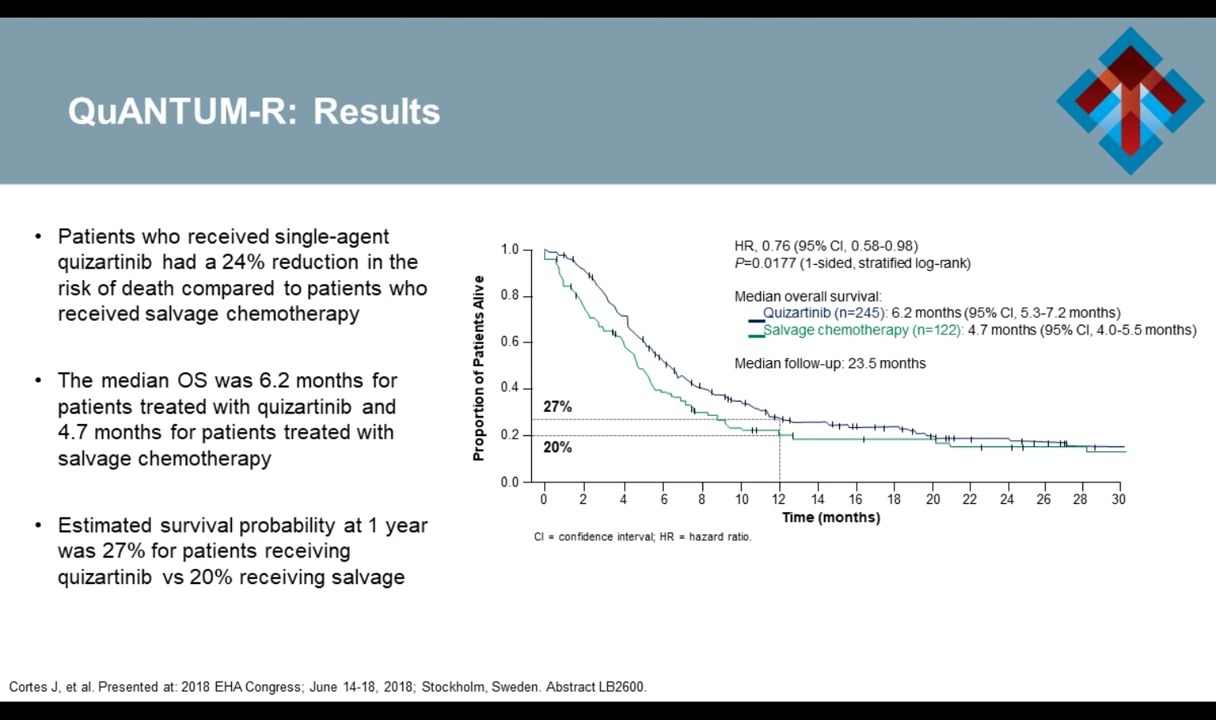 QuANTUM-R: Results
• Patients who received single-agent
quizartinib had a 24% reduction in the
risk of death compared to patients who
received salvage chemotherapy
• The median OS was 6.2 months for
patients treated with quizartinib and
4.7 months for patients treated with
salvage chemotherapy
• Estimated survival probability at 1 year
was 27% for patients receiving
quizartinib vs 20% receiving salvage
Proportion of Patients Alive
1.0
0.8
0.6
0.4
0.2
0.0
27%
20%
HR, 0.76 (95% CI, 0.58-0.98)
P=0.0177 (1-sided, stratified log-rank)
Median overall survival:
Quizartinib (n=245): 6.2 months (95% CI, 5.3-7.2 months)
Salvage chemotherapy (n=122): 4.7 months (95% CI, 4.0-5.5 months)
Median follow-up: 23.5 months
0 2 4 6 8 10 12 14 16 18 20 22 24 26 28 30
Time (months)
CI = confidence interval; HR = hazard ratio.
Cortes J, et al. Presented at: 2018 EHA Congress; June 14-18, 2018; Stockholm, Sweden. Abstract LB2600.